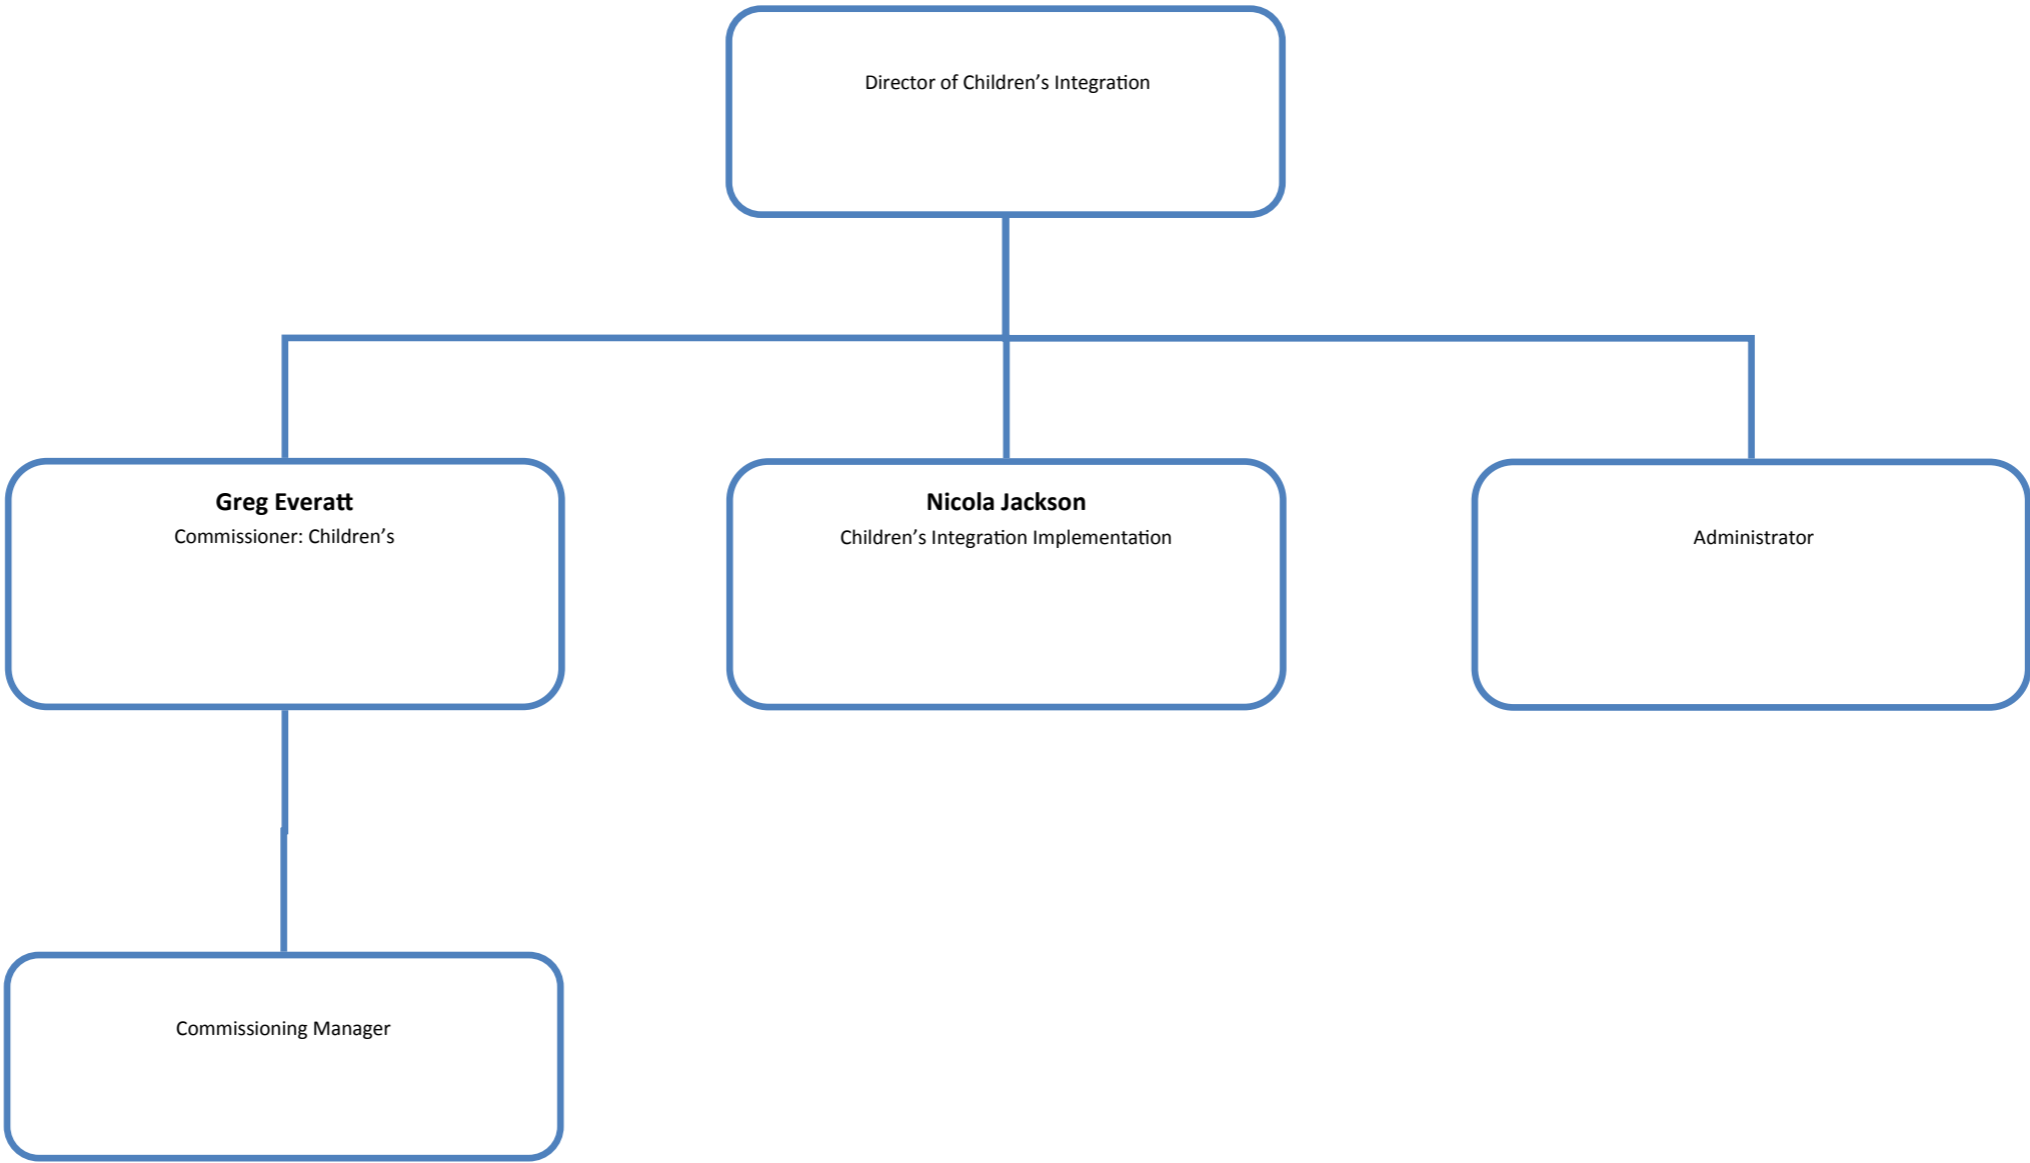 Director of Children’s Integration
Greg Everatt
Commissioner: Children’s
Nicola Jackson
Children’s Integration Implementation
Administrator
Commissioning Manager